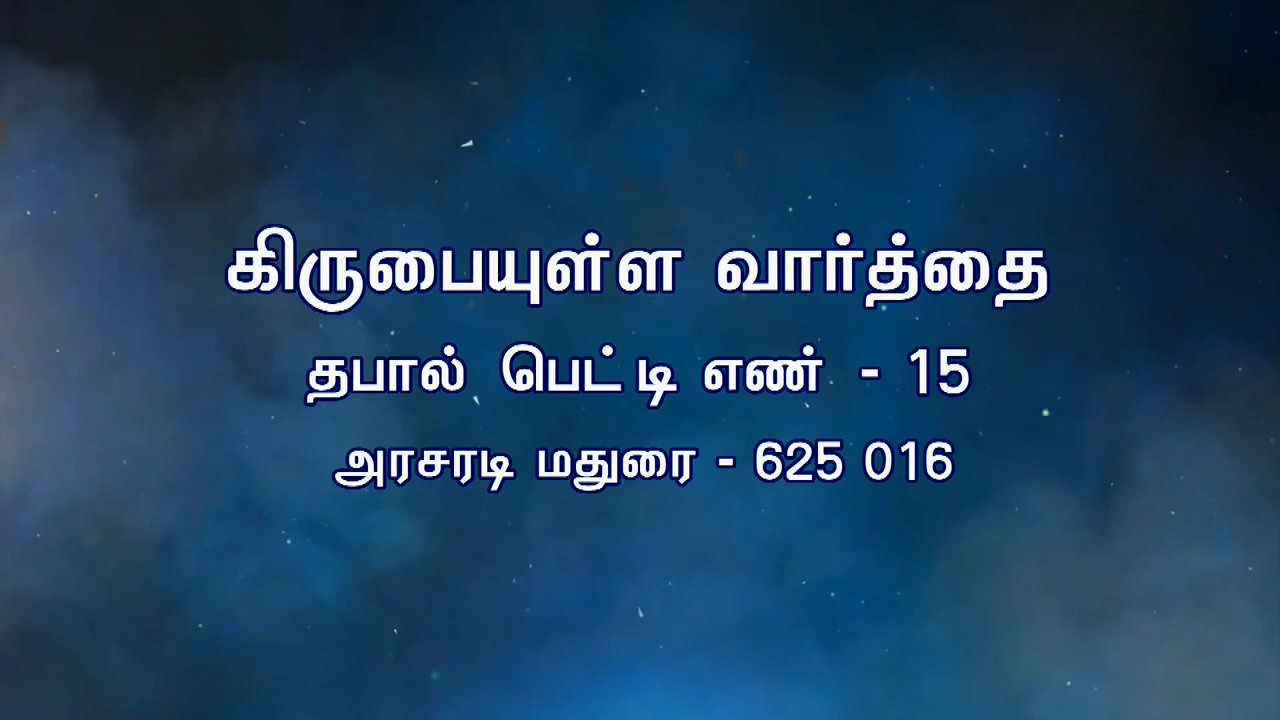 கிருபையுள்ள வார்த்தை
தபால் பெட்டி எண் - 15
அரசரடி மதுரை - 625 016